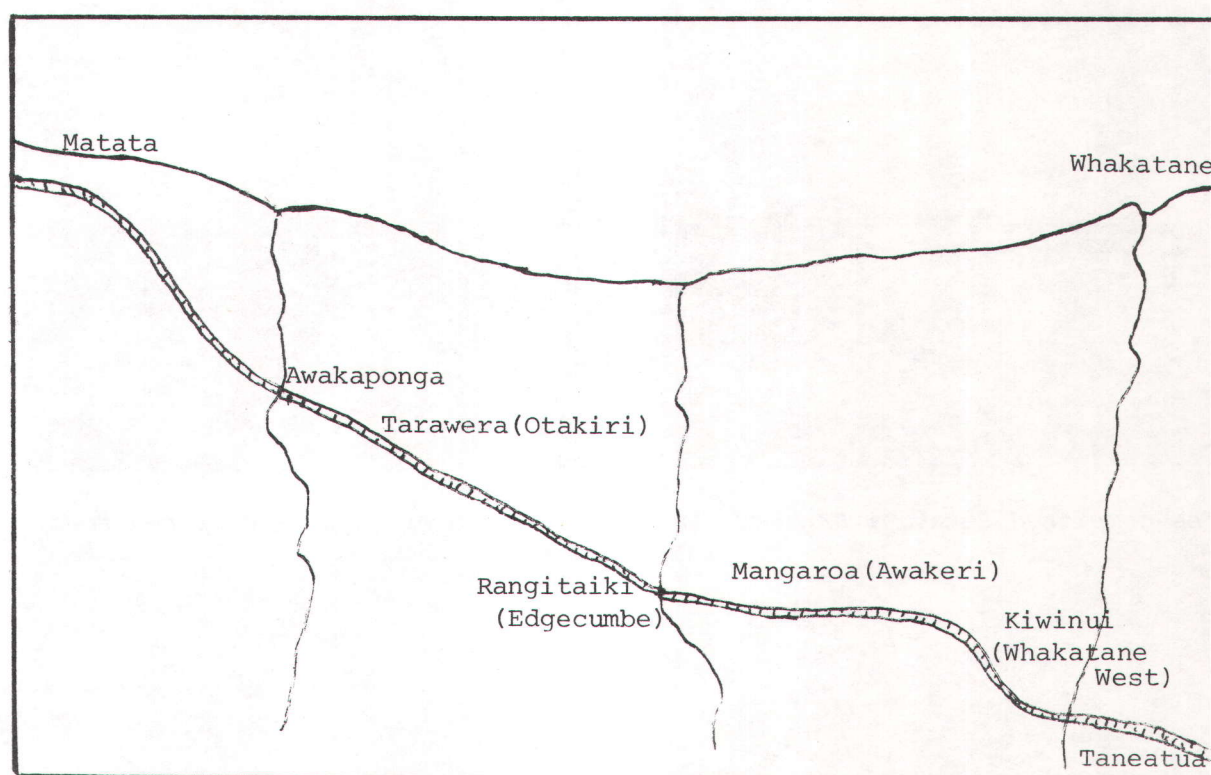 Matata
Whakatane
Awakaponga
Tarawera(Otakiri)
Rangitaiki
(Edgecumbe)
Mangaroa(Awakeri)
Kiwinui
(Whakatane
West)
Taneatua